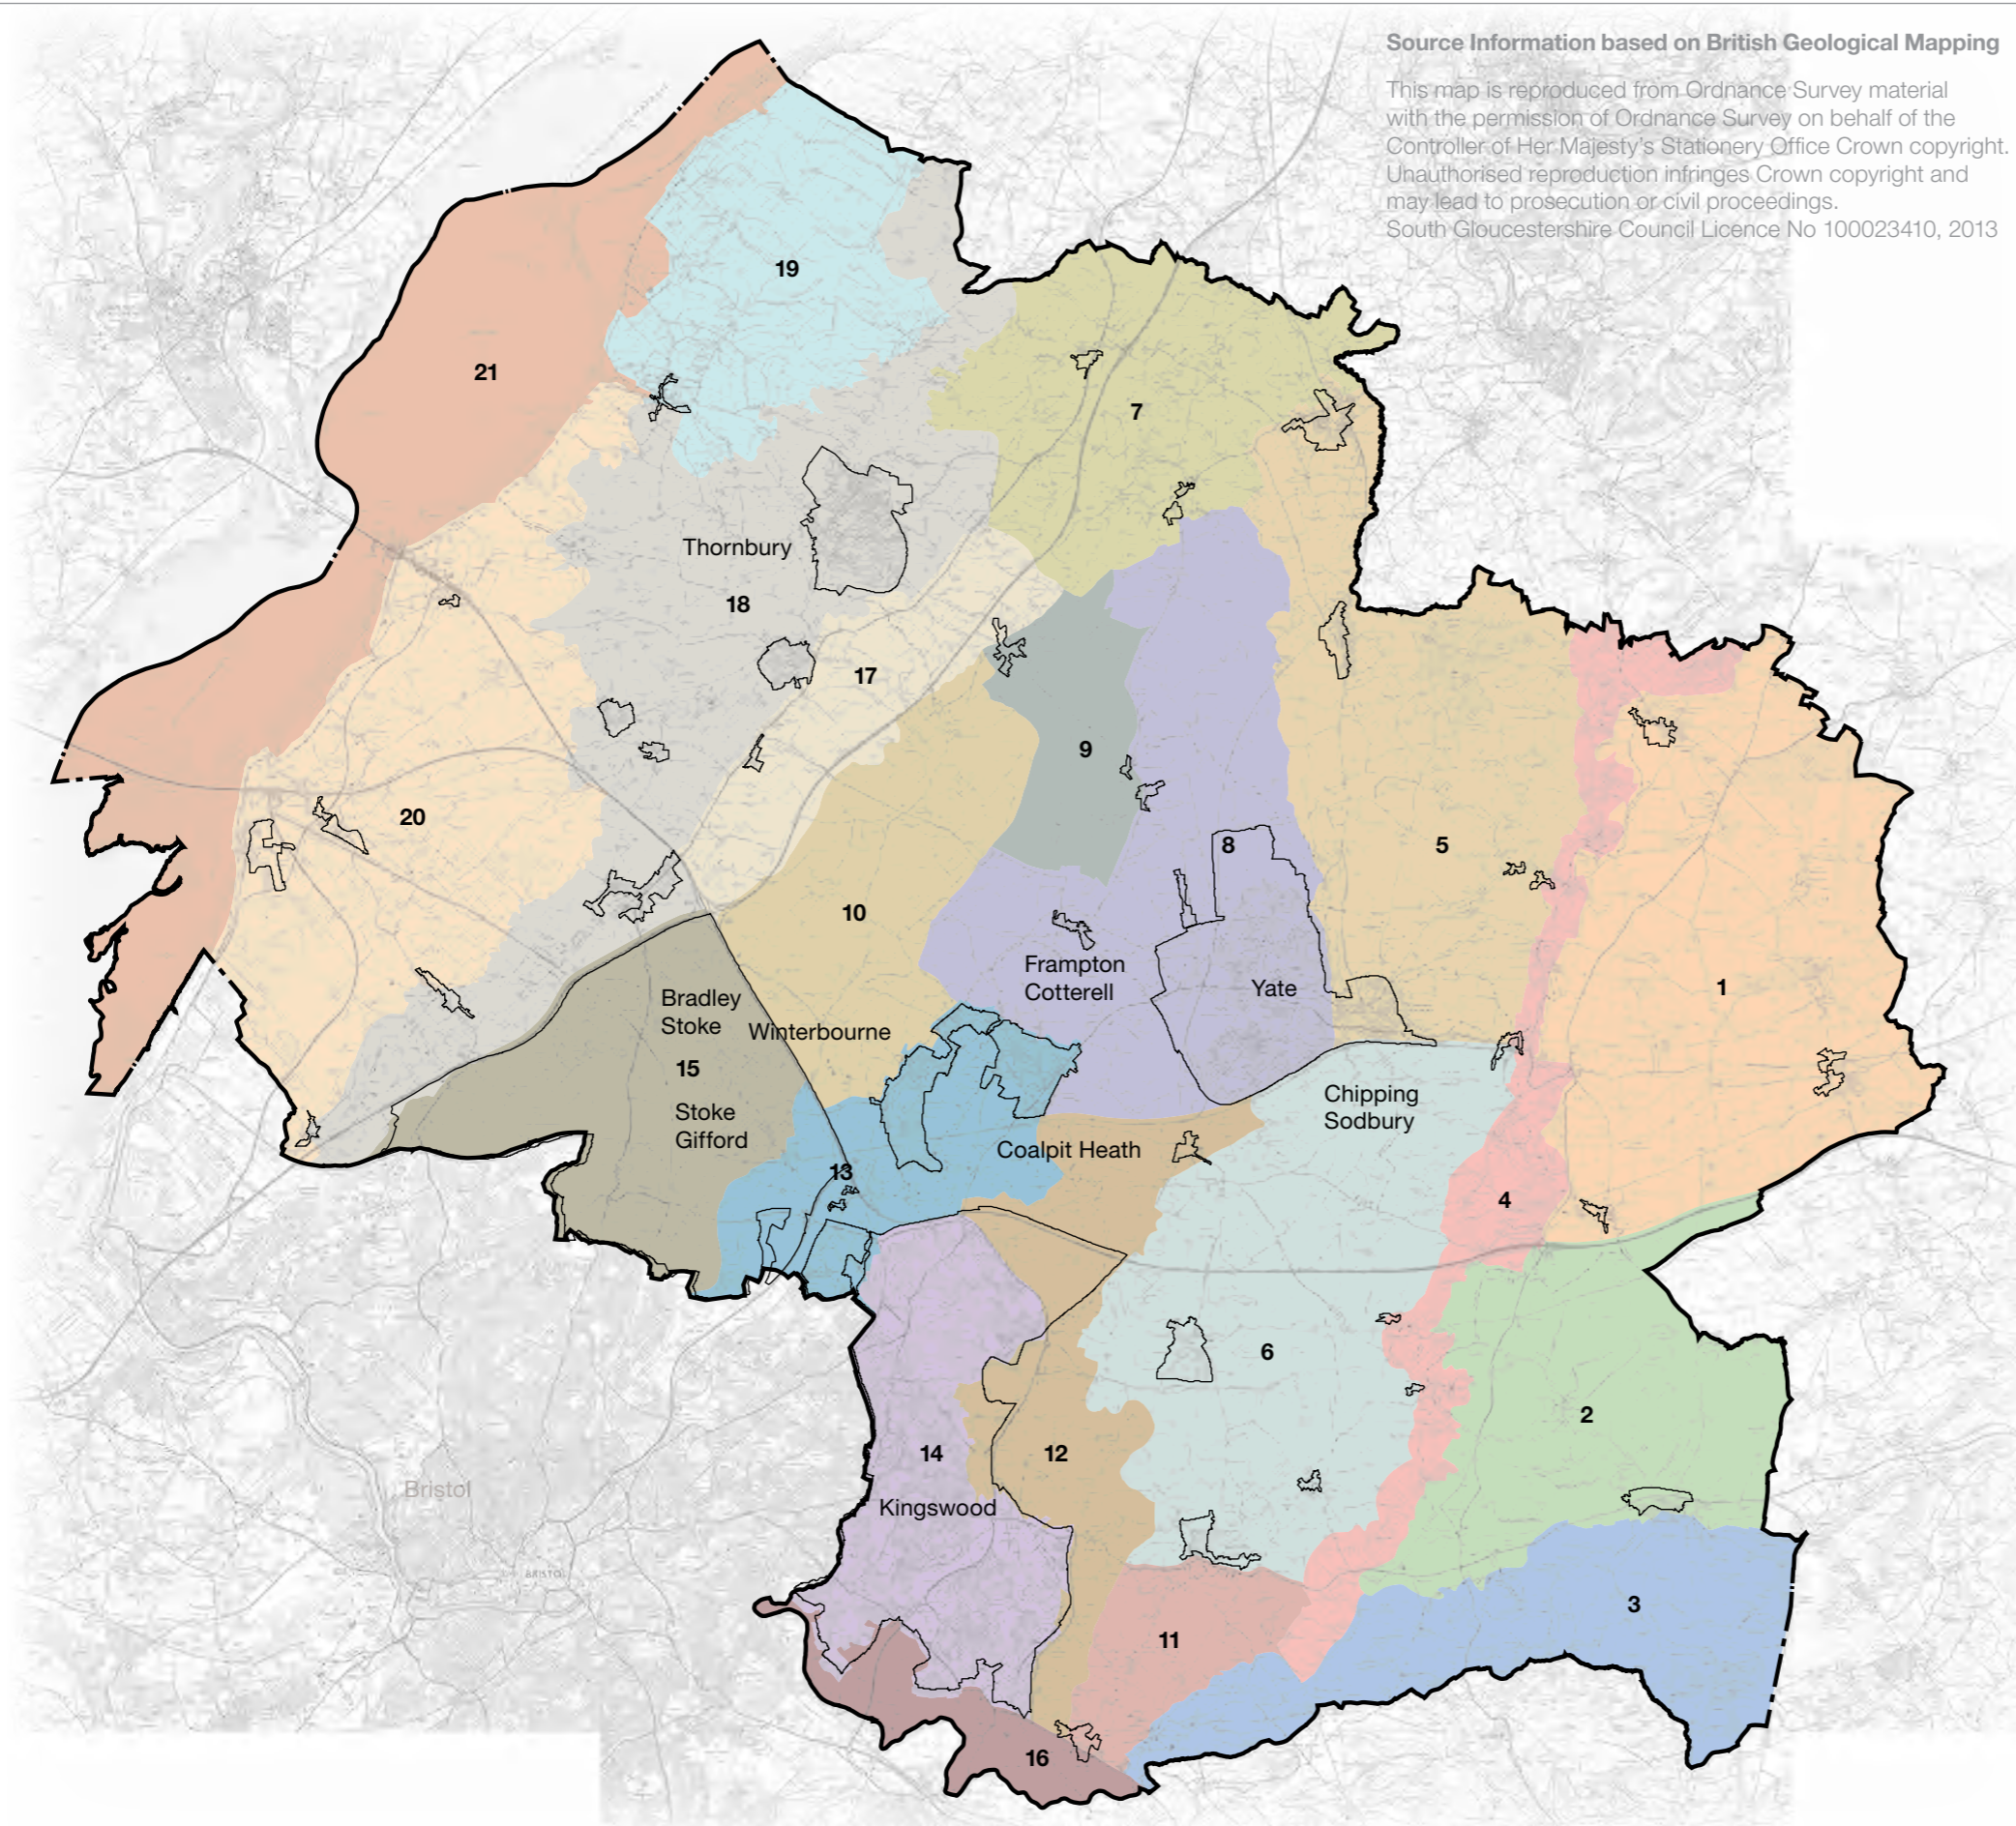 Source Information based on British Geological Mapping
This map is reproduced from Ordnance Survey material
with the permission of Ordnance Survey on behalf of the
Controller of Her Majesty's Stationery Office Crown copyright.
Unauthorised reproduction infringes Crown copyright and
may lead to prosecution or civil proceedings.
South Gloucestershire Council Licence No 100023410, 2013
19
21
7
Thornbury
18
17
9
20
8
5
10
Frampton
Cotterell
Yate
1
Bradley
Stoke
Winterbourne
15
Stoke
Gifford
Chipping
Sodbury
Coalpit Heath
13
4
6
2
14
12
Bristol
Kingswood
BRISTOL
3
11
16